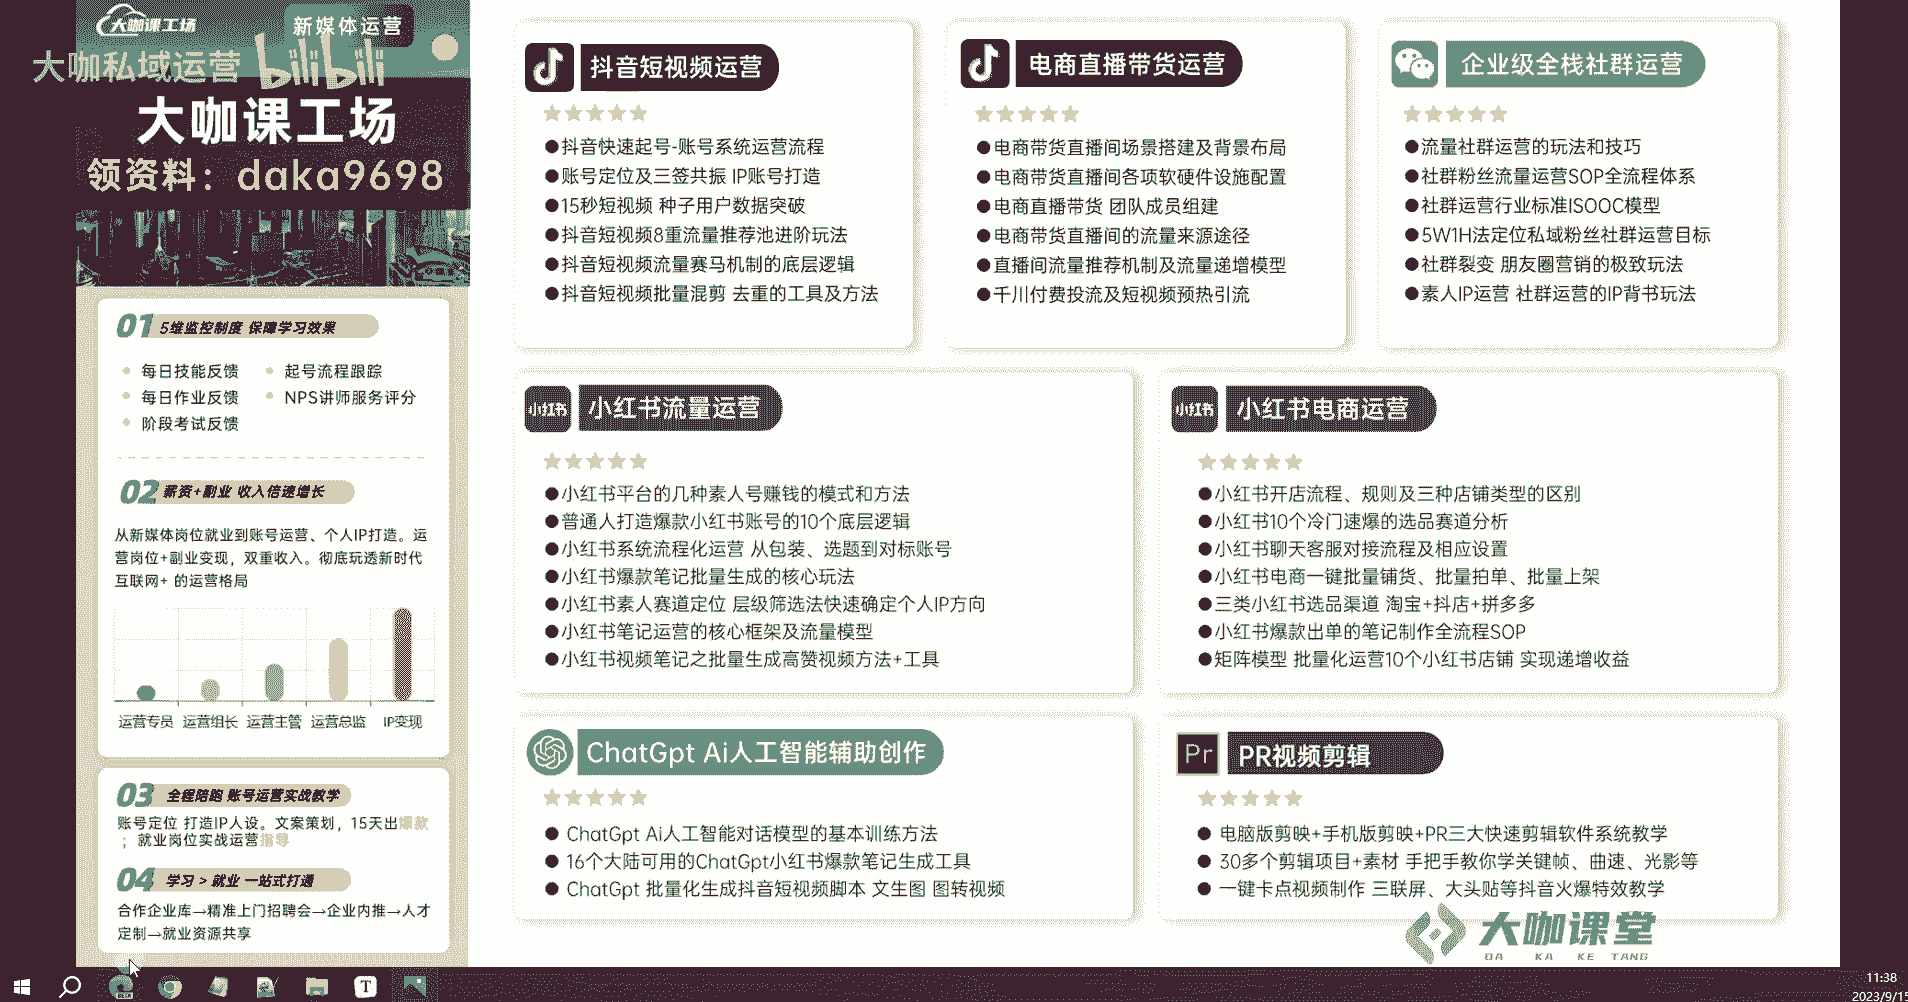 大咖课工场
新媒体运营
大咖私域运营 bilibili
大咖课工场
领资料：daka9698
01 5维监控制度 保障学习效果
每日技能反馈
起号流程跟踪
每日作业反馈
NPS讲师服务评分
阶段考试反馈
02 薪资+副业 收入倍速增长
从新媒体岗位就业到账号运营、个人IP打造。运
营岗位+副业变现，双重收入。彻底玩透新时代
互联网+ 的运营格局
运营专员 运营组长 运营主管 运营总监 IP变现
03 全程陪跑 账号运营实战教学
账号定位 打造IP人设。文案策划，15天出爆款
；就业岗位实战运营指导
04 学习 > 就业 一站式打通
合作企业库→精准上门招聘会→企业内推→人才
定制→就业资源共享
抖音短视频运营
●抖音快速起号-账号系统运营流程
●账号定位及三签共振 IP账号打造
●15秒短视频 种子用户数据突破
●抖音短视频8重流量推荐池进阶玩法
●抖音短视频流量赛马机制的底层逻辑
●抖音短视频批量混剪 去重的工具及方法
电商直播带货运营
●电商带货直播间场景搭建及背景布局
●电商带货直播间各项软硬件设施配置
●电商直播带货 团队成员组建
●电商带货直播间的流量来源途径
●直播间流量推荐机制及流量递增模型
●千川付费投流及短视频预热引流
企业级全栈社群运营
●流量社群运营的玩法和技巧
●社群粉丝流量运营SOP全流程体系
●社群运营行业标准ISOOC模型
●5W1H法定位私域粉丝社群运营目标
●社群裂变 朋友圈营销的极致玩法
●素人IP运营 社群运营的IP背书玩法
小红书
小红书流量运营
●小红书平台的几种素人号赚钱的模式和方法
●普通人打造爆款小红书账号的10个底层逻辑
●小红书系统流程化运营 从包装、选题到对标账号
●小红书爆款笔记批量生成的核心玩法
●小红书素人赛道定位 层级筛选法快速确定个人IP方向
●小红书笔记运营的核心框架及流量模型
●小红书视频笔记之批量生成高赞视频方法+工具
小红书
小红书电商运营
●小红书开店流程、规则及三种店铺类型的区别
●小红书10个冷门速爆的选品赛道分析
●小红书聊天客服对接流程及相应设置
●小红书电商一键批量铺货、批量拍单、批量上架
●三类小红书选品渠道 淘宝+抖店+拼多多
●小红书爆款出单的笔记制作全流程SOP
●矩阵模型 批量化运营10个小红书店铺 实现递增收益
ChatGpt Ai人工智能辅助创作
● ChatGpt Ai人工智能对话模型的基本训练方法
● 16个大陆可用的ChatGpt小红书爆款笔记生成工具
● ChatGpt 批量化生成抖音短视频脚本 文生图 图转视频
Pr
PR视频剪辑
● 电脑版剪映+手机版剪映+PR三大快速剪辑软件系统教学
● 30多个剪辑项目+素材 手把手教你学关键帧、曲速、光影等
● 一键卡点视频制作 三联屏、大头贴等抖音火爆特效教学
大咖课堂
DA KA KE TANG
BETA
T
11:38
2023/9/15